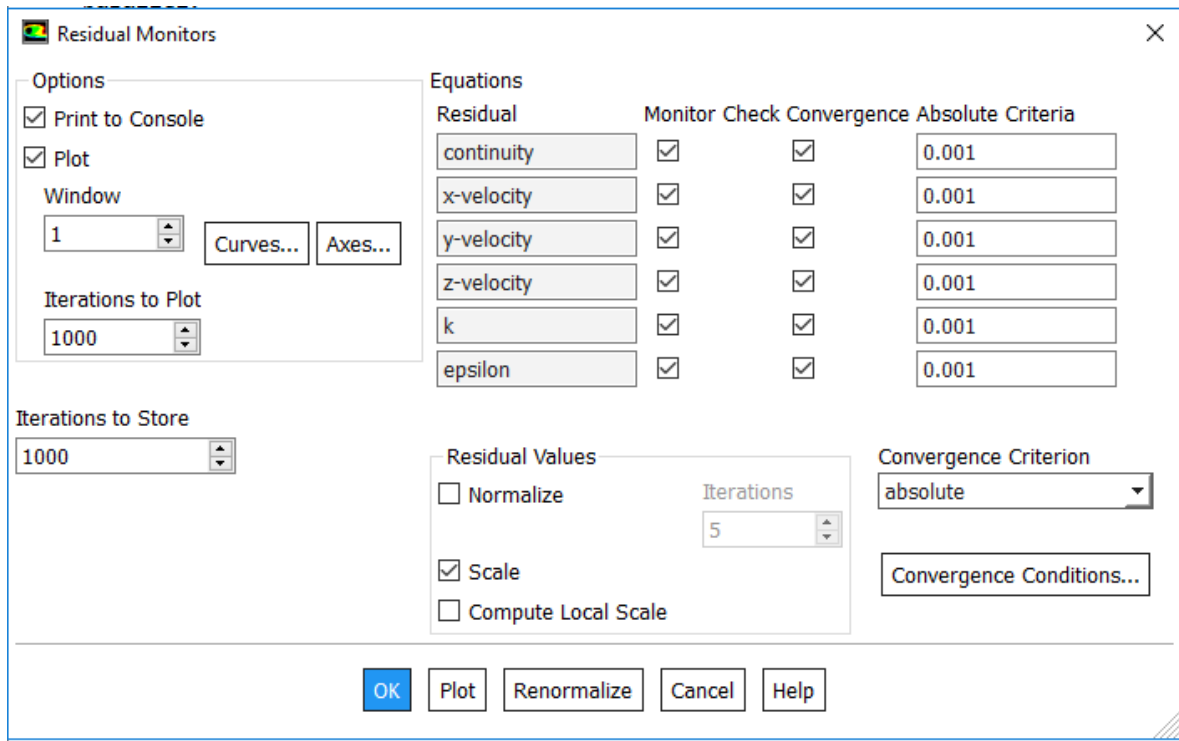 Residual Monitors
Options
Print to Console
Plot
Window
1
Curves...
Axes...
Iterations to Plot
1000
Iterations to Store
1000
Equations
Residual Monitor Check Convergence Absolute Criteria
continuity 0.001
x-velocity 0.001
y-velocity 0.001
z-velocity 0.001
k 0.001
epsilon 0.001
Residual Values
Normalize
Iterations
5
Scale
Compute Local Scale
Convergence Criterion
absolute
Convergence Conditions...
OK Plot Renormalize Cancel Help